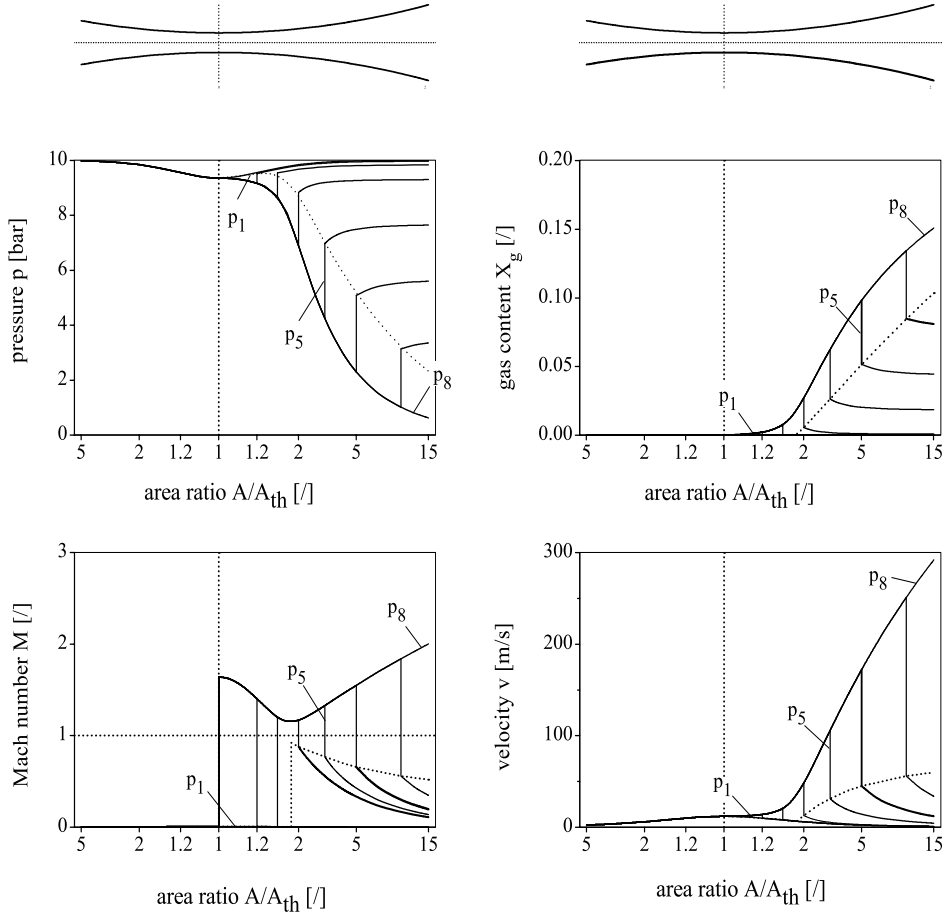 10
8
6
4
2
0
pressure p [bar]
p1
p5
p8
5 2 1.2 1 1.2 2 5 15
area ratio A/Ath [/]
0.20
0.15
0.10
0.05
0.00
gas content Xg [/]
p8
p5
p1
5 2 1.2 1 1.2 2 5 15
area ratio A/Ath [/]
3
2
1
0
Mach number M [/]
p8
p5
p1
5 2 1.2 1 1.2 2 5 15
area ratio A/Ath [/]
300
200
100
0
velocity v [m/s]
p8
p5
p1
5 2 1.2 1 1.2 2 5 15
area ratio A/Ath [/]